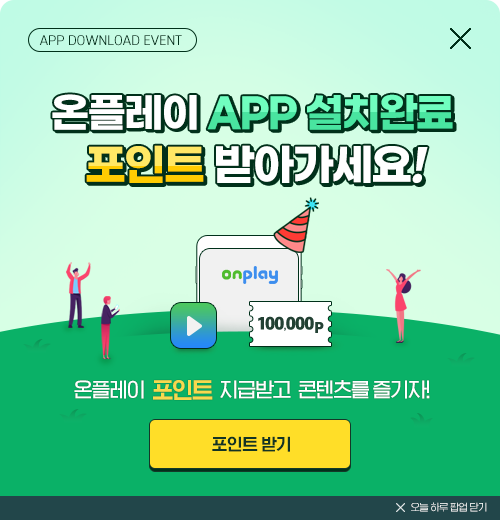 APP DOWNLOAD EVENT
온플레이 APP 설치완료
포인트 받아가세요!
onplay
100,000P
온플레이 포인트 지급받고 콘텐츠를 즐기자!
포인트 받기
오늘 하루 팝업 닫기